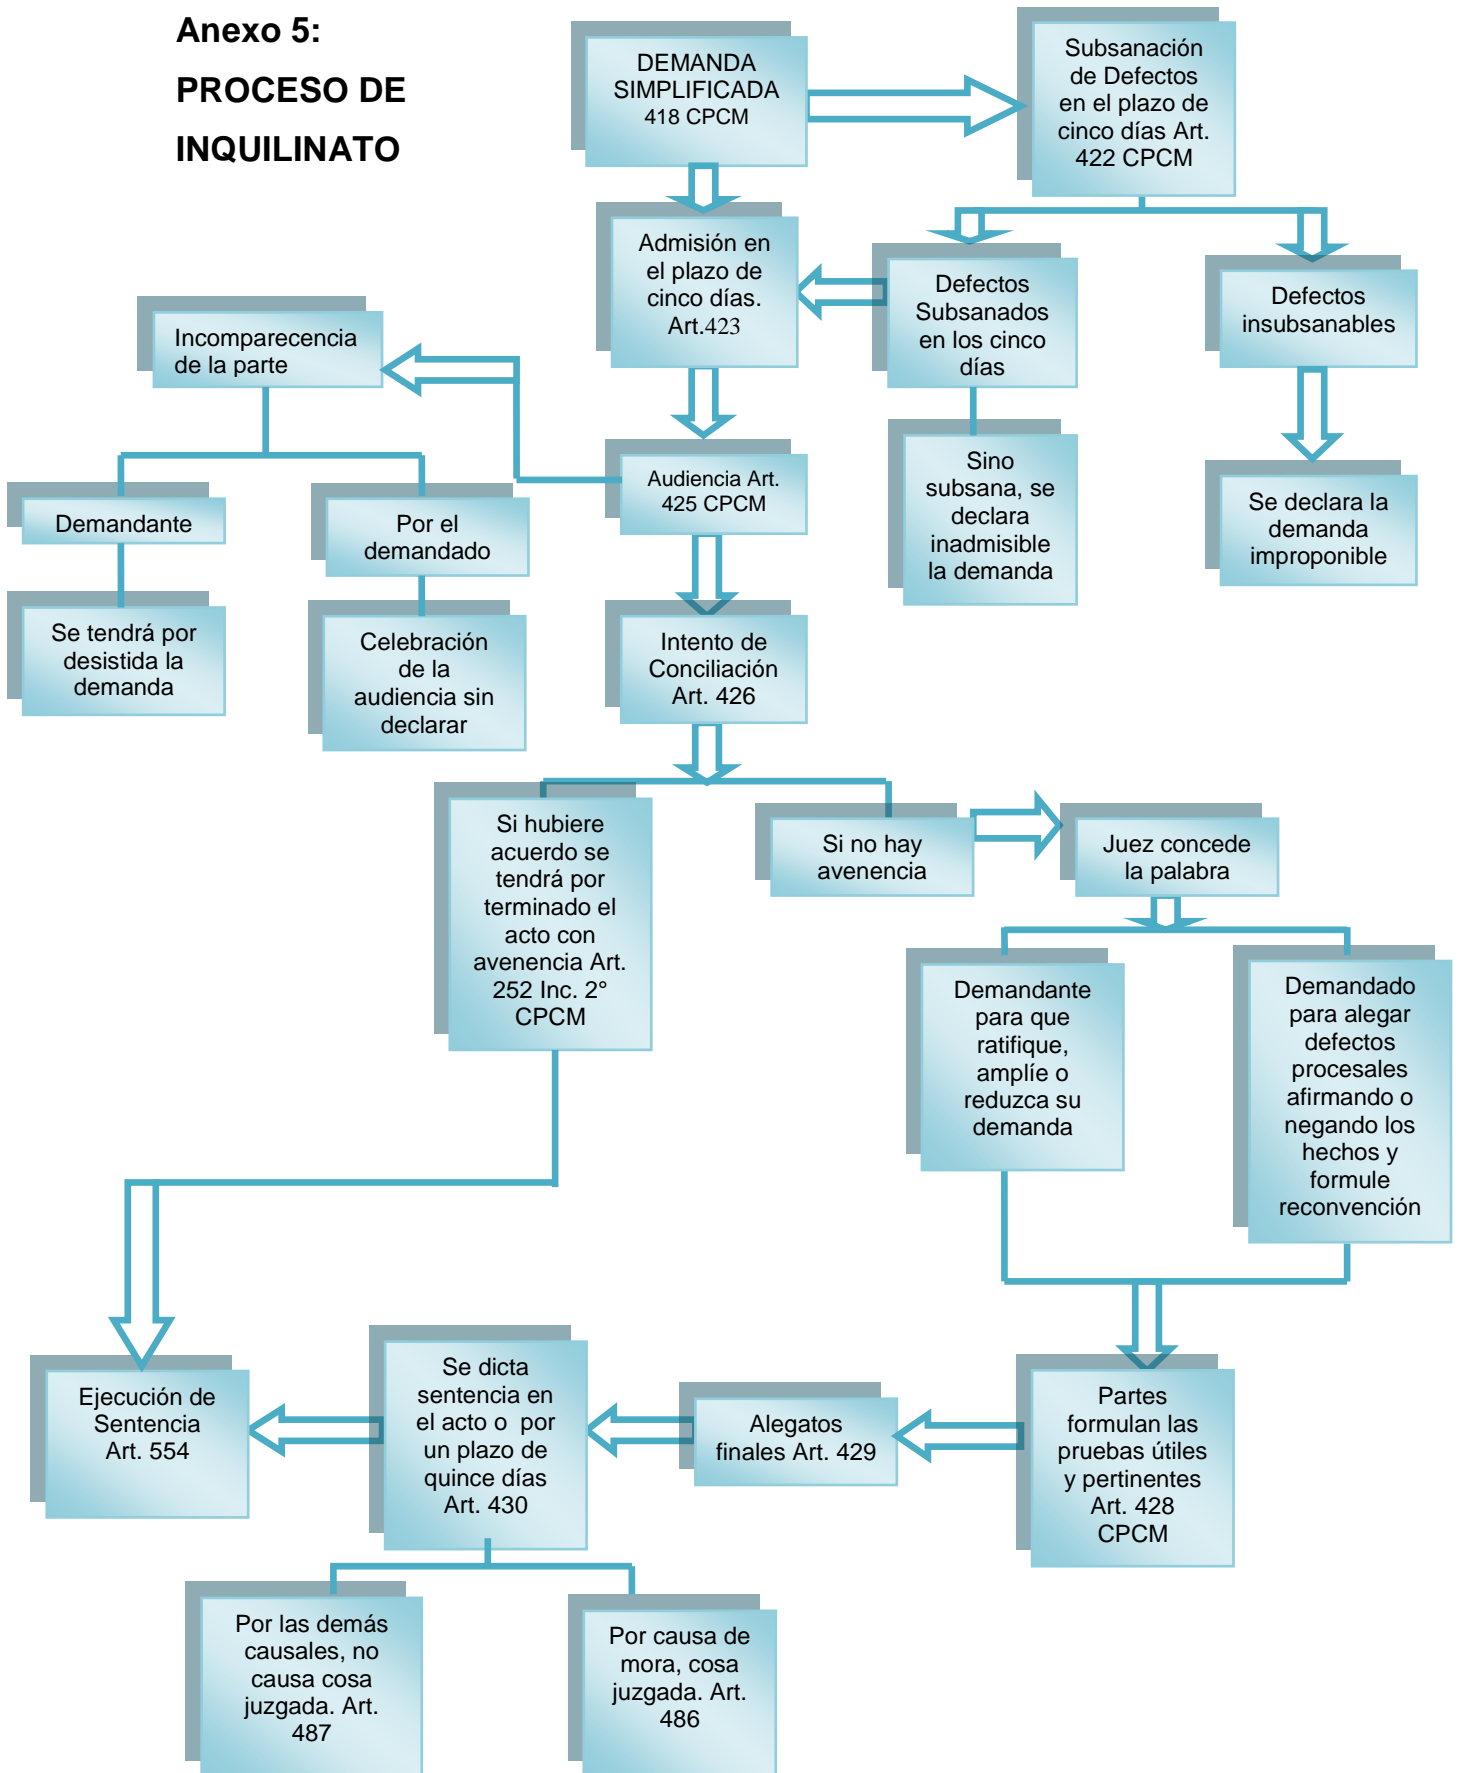 Anexo 5:
PROCESO DE
INQUILINATO
DEMANDA
SIMPLIFICADA
418 CPCM
Subsanación
de Defectos
en el plazo de
cinco días Art.
422 CPCM
Admisión en
el plazo de
cinco días.
Art.423
Defectos
Subsanados
en los cinco
días
Defectos
insubsanables
Incomparecencia
de la parte
Sino
subsana, se
declara
inadmisible
la demanda
Se declara la
demanda
improponible
Audiencia Art.
425 CPCM
Demandante
Por el
demandado
Se tendrá por
desistida la
demanda
Celebración
de la
audiencia sin
declarar
Intento de
Conciliación
Art. 426
Si hubiere
acuerdo se
tendrá por
terminado el
acto con
avenencia Art.
252 Inc. 2°
CPCM
Si no hay
avenencia
Juez concede
la palabra
Demandante
para que
ratifique,
amplíe o
reduzca su
demanda
Demandado
para alegar
defectos
procesales
afirmando o
negando los
hechos y
formule
reconvención
Ejecución de
Sentencia
Art. 554
Se dicta
sentencia en
el acto o  por
un plazo de
quince días
Art. 430
Alegatos
finales Art. 429
Partes
formulan las
pruebas útiles
y pertinentes
Art. 428
CPCM
Por las demás
causales, no
causa cosa
juzgada. Art.
487
Por causa de
mora, cosa
juzgada. Art.
486